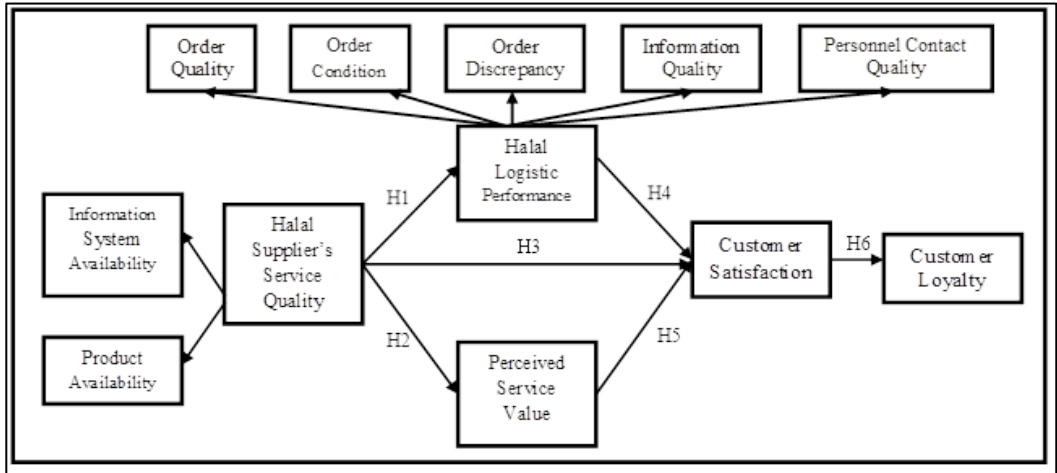 Order
Quality
Order
Condition
Order
Discrepancy
Information
Quality
Personnel Contact
Quality
Halal
Logistic
Performance
H1
H4
Information
System
Availability
Halal
Supplier's
Service
Quality
H3
Customer
Satisfaction
H6
Customer
Loyalty
H2
H5
Product
Availability
Perceived
Service
Value